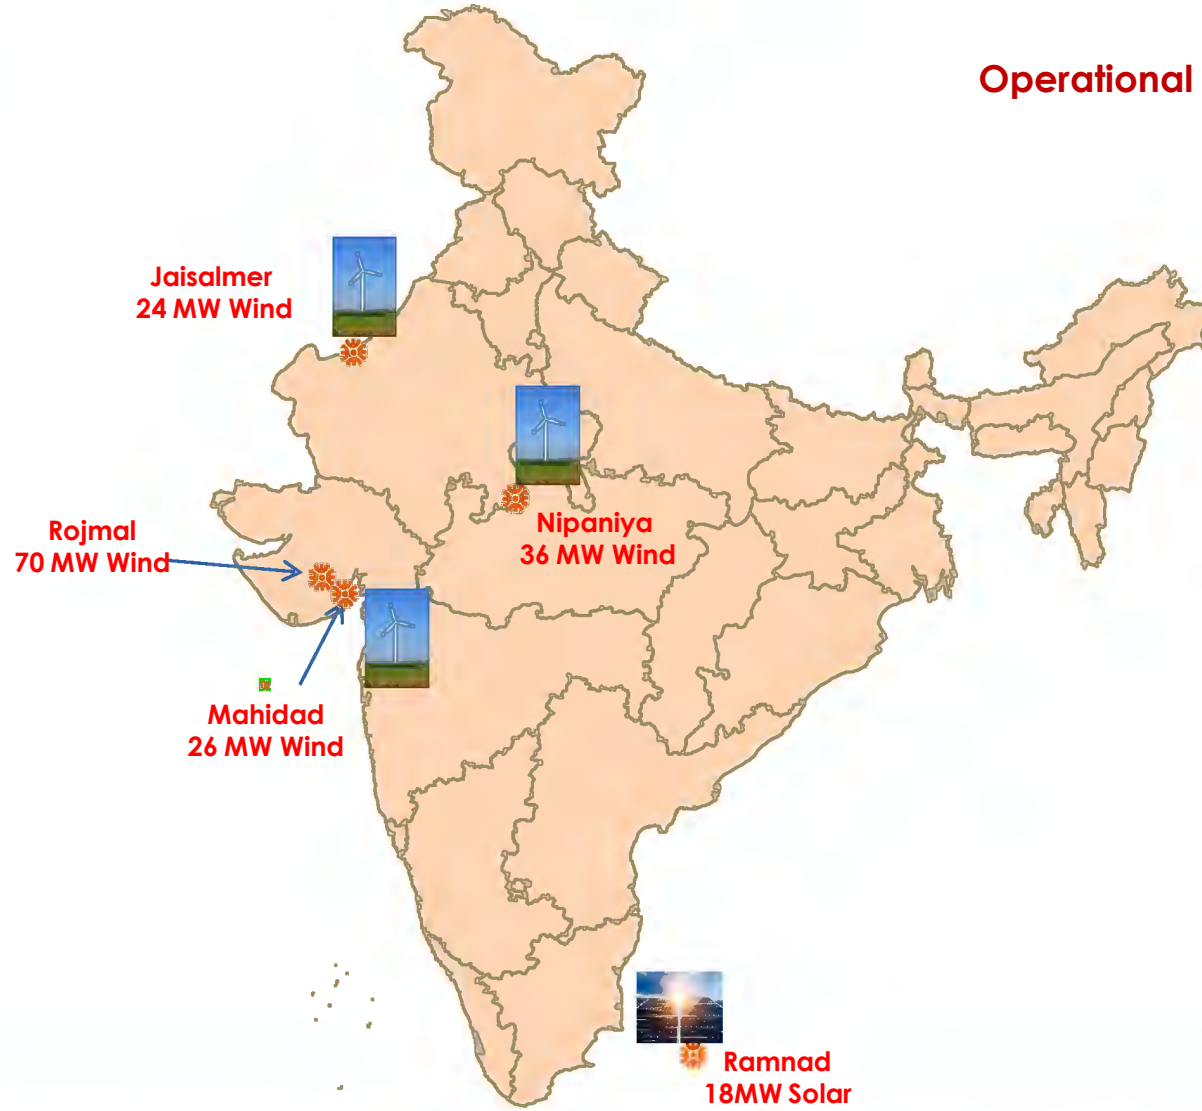 Operational
Jaisalmer
24 MW Wind
Nipaniya
36 MW Wind
Rojmal
70 MW Wind
Mahidad
26 MW Wind
Ramnad
18MW Solar